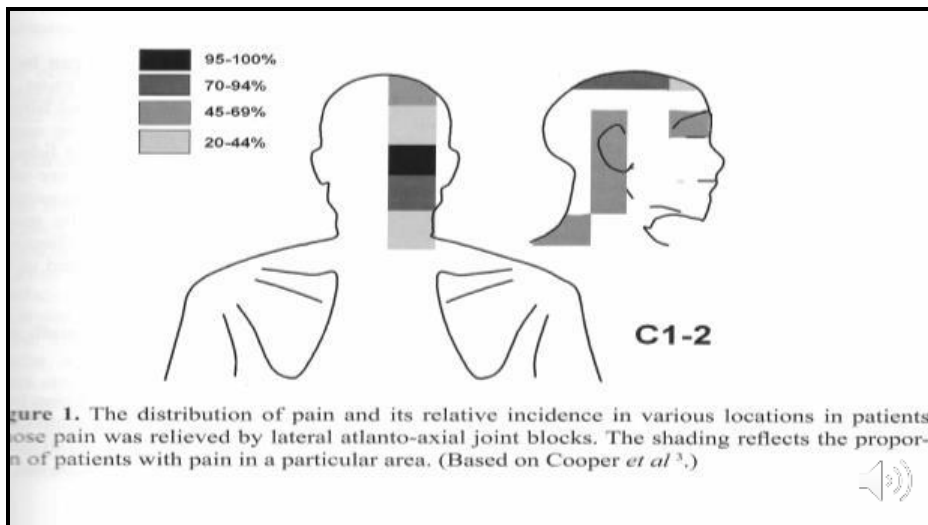 95-100%
70-94%
45-69%
20-44%
C1-2
gure 1. The distribution of pain and its relative incidence in various locations in patients
ose pain was relieved by lateral atlanto-axial joint blocks. The shading reflects the propor-
n of patients with pain in a particular area. (Based on Cooper et al ³.)